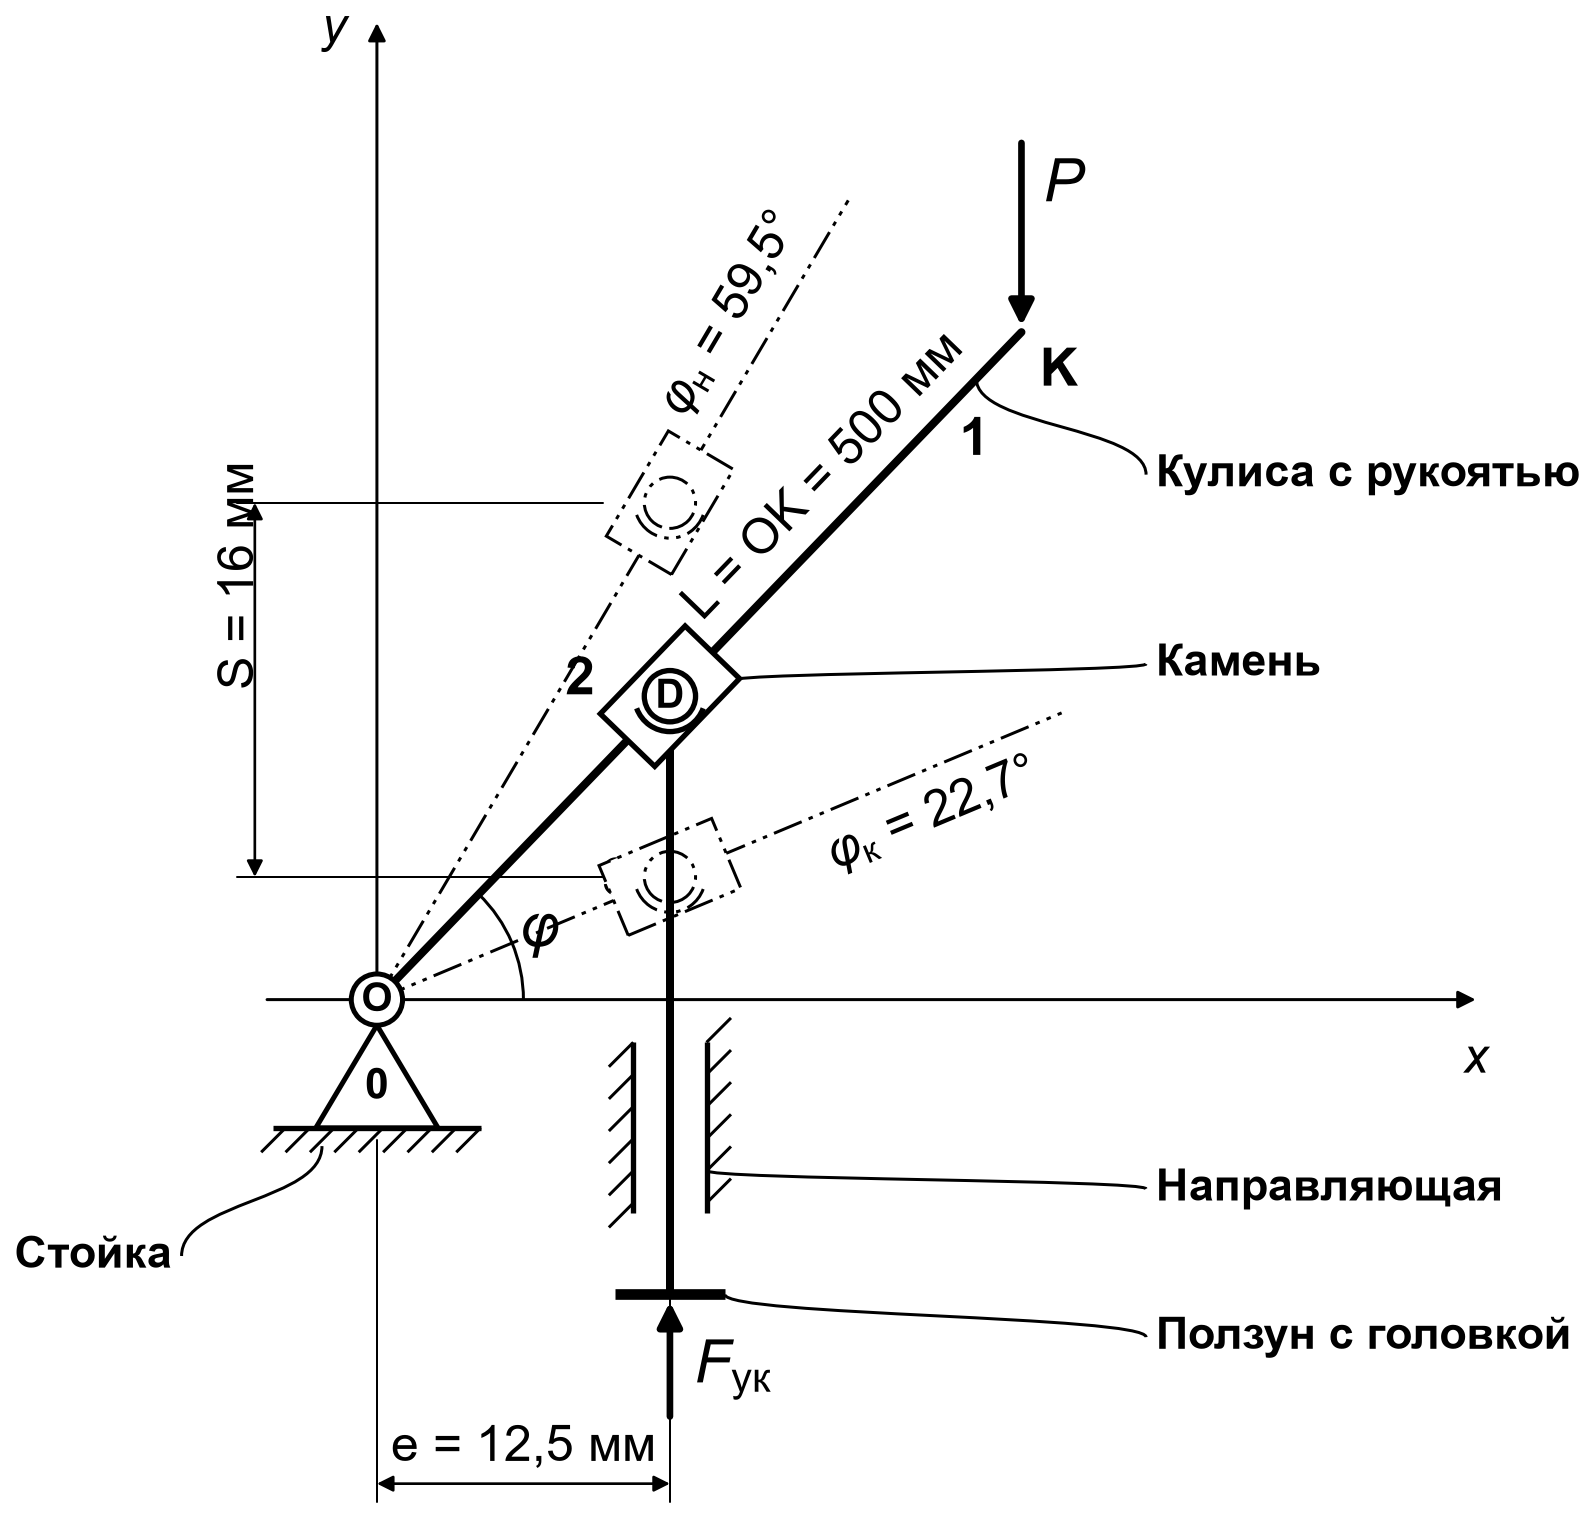 y
P
φн = 59,5°
L = OK = 500 мм
K
1
Кулиса с рукоятью
S = 16 мм
2
D
Камень
φк = 22,7°
φ
O
x
0
Направляющая
Стойка
Ползун с головкой
Fук
e = 12,5 мм